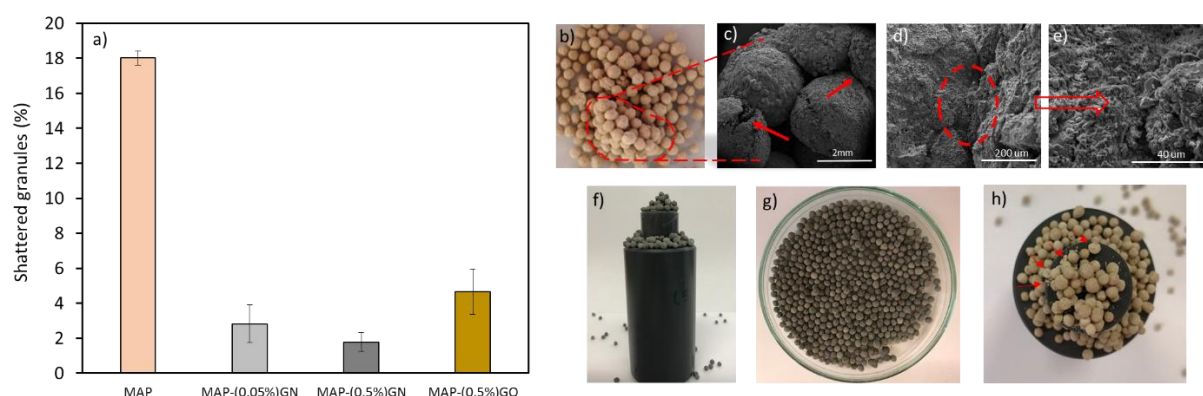 a)
Shattered granules (%)
20
18
16
14
12
10
8
6
4
2
0
MAP
MAP-(0.05%)GN
MAP-(0.5%)GN
MAP-(0.5%)GO
b)
c)
2mm
d)
200 um
e)
40 um
f)
g)
h)